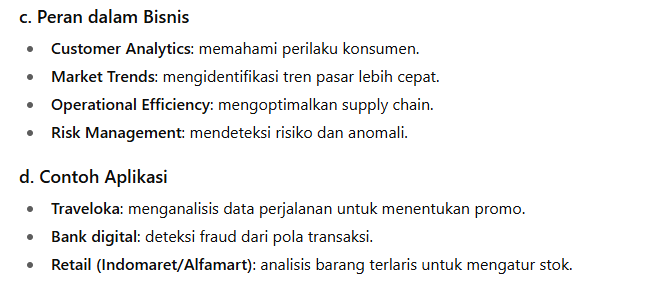 c. Peran dalam Bisnis
• Customer Analytics: memahami perilaku konsumen.
• Market Trends: mengidentifikasi tren pasar lebih cepat.
• Operational Efficiency: mengoptimalkan supply chain.
• Risk Management: mendeteksi risiko dan anomali.
d. Contoh Aplikasi
• Traveloka: menganalisis data perjalanan untuk menentukan promo.
• Bank digital: deteksi fraud dari pola transaksi.
• Retail (Indomaret/Alfamart): analisis barang terlaris untuk mengatur stok.